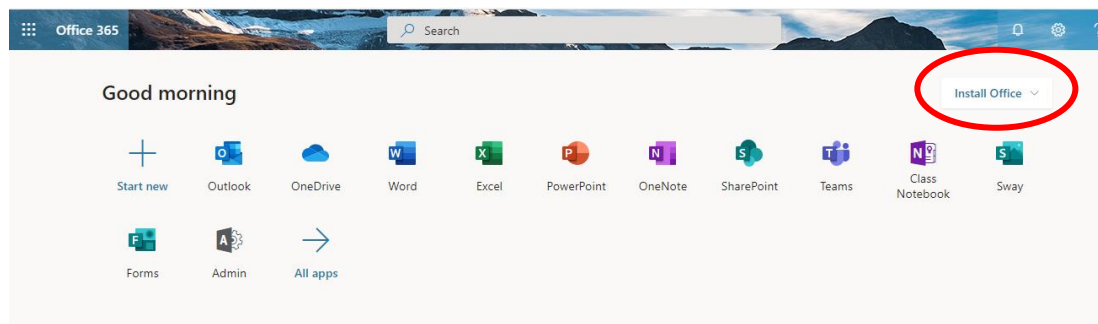 Office 365
Search
?
Good morning
Install Office
Start new
Outlook
OneDrive
Word
Excel
PowerPoint
OneNote
SharePoint
Teams
Class
Notebook
Sway
Forms
Admin
All apps